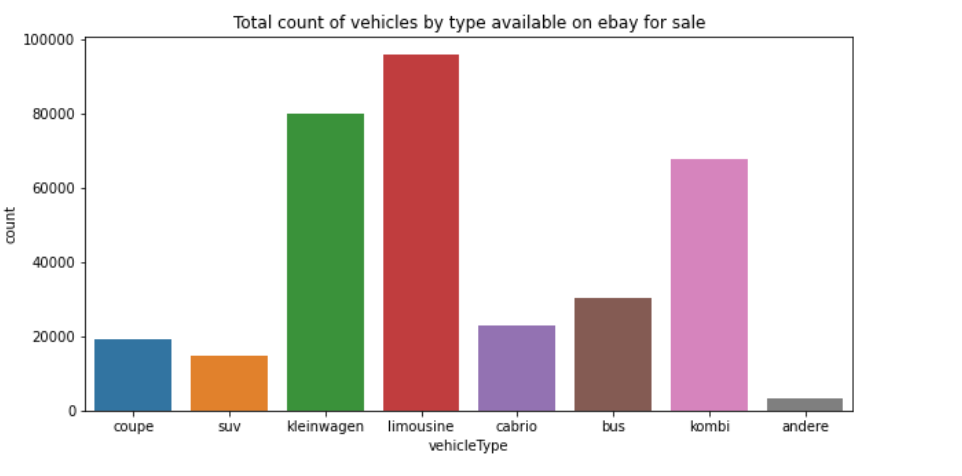 Total count of vehicles by type available on ebay for sale
100000
80000
60000
40000
20000
0
count
coupe suv kleinwagen limousine cabrio bus kombi andere
vehicleType